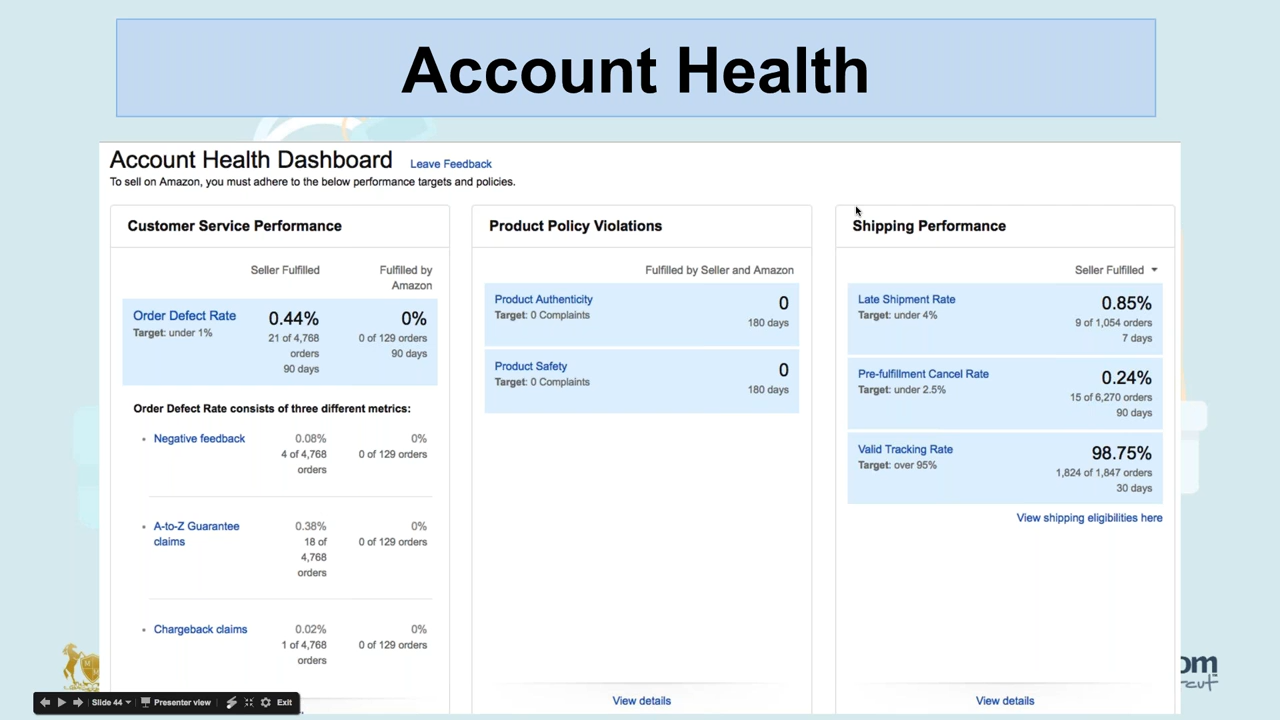 Account Health
Account Health Dashboard Leave Feedback
To sell on Amazon, you must adhere to the below performance targets and policies.
Customer Service Performance
Seller Fulfilled
Fulfilled by
Amazon
Order Defect Rate
Target: under 1%
0.44%
21 of 4,768
orders
90 days
0%
0 of 129 orders
90 days
Order Defect Rate consists of three different metrics:
Negative feedback
0.08%
4 of 4,768
orders
0%
0 of 129 orders
A-to-Z Guarantee
claims
0.38%
18 of
4,768
orders
0%
0 of 129 orders
Chargeback claims
0.02%
1 of 4,768
orders
0%
0 of 129 orders
Product Policy Violations
Fulfilled by Seller and Amazon
Product Authenticity
Target: 0 Complaints
0
180 days
Product Safety
Target: 0 Complaints
0
180 days
View details
Shipping Performance
Seller Fulfilled
Late Shipment Rate
Target: under 4%
0.85%
9 of 1,054 orders
7 days
Pre-fulfillment Cancel Rate
Target: under 2.5%
0.24%
15 of 6,270 orders
90 days
Valid Tracking Rate
Target: over 95%
98.75%
1,824 of 1,847 orders
30 days
View shipping eligibilities here
View details
Slide 44 Presenter view Exit